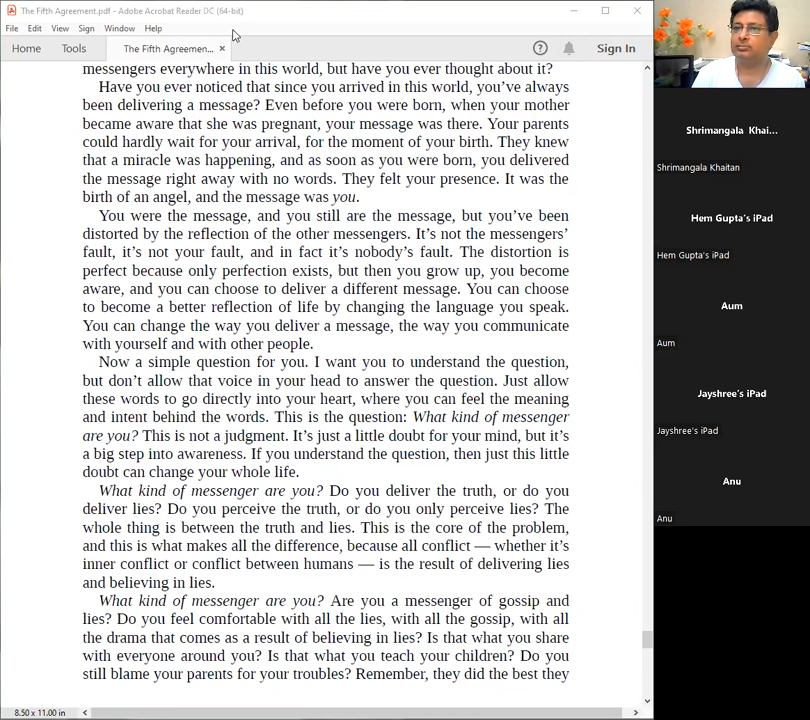 The Fifth Agreement.pdf - Adobe Acrobat Reader DC (64-bit)
File Edit View Sign Window Help
Home Tools The Fifth Agreemen... × Sign In
messengers everywhere in this world, but have you ever thought about it?
Have you ever noticed that since you arrived in this world, you've always
been delivering a message? Even before you were born, when your mother
became aware that she was pregnant, your message was there. Your parents
could hardly wait for your arrival, for the moment of your birth. They knew
that a miracle was happening, and as soon as you were born, you delivered
the message right away with no words. They felt your presence. It was the
birth of an angel, and the message was you.
You were the message, and you still are the message, but you've been
distorted by the reflection of the other messengers. It's not the messengers'
fault, it's not your fault, and in fact it's nobody's fault. The distortion is
perfect because only perfection exists, but then you grow up, you become
aware, and you can choose to deliver a different message. You can choose
to become a better reflection of life by changing the language you speak.
You can change the way you deliver a message, the way you communicate
with yourself and with other people.
Now a simple question for you. I want you to understand the question,
but don't allow that voice in your head to answer the question. Just allow
these words to go directly into your heart, where you can feel the meaning
and intent behind the words. This is the question: What kind of messenger
are you? This is not a judgment. It's just a little doubt for your mind, but it's
a big step into awareness. If you understand the question, then just this little
doubt can change your whole life.
What kind of messenger are you? Do you deliver the truth, or do you
deliver lies? Do you perceive the truth, or do you only perceive lies? The
whole thing is between the truth and lies. This is the core of the problem,
and this is what makes all the difference, because all conflict — whether it's
inner conflict or conflict between humans — is the result of delivering lies
and believing in lies.
What kind of messenger are you? Are you a messenger of gossip and
lies? Do you feel comfortable with all the lies, with all the gossip, with all
the drama that comes as a result of believing in lies? Is that what you share
with everyone around you? Is that what you teach your children? Do you
still blame your parents for your troubles? Remember, they did the best they
8.50 x 11.00 in
Shrimangala Khai...
Shrimangala Khaitan
Hem Gupta's iPad
Hem Gupta's iPad
Aum
Aum
Jayshree's iPad
Jayshree's iPad
Anu
Anu